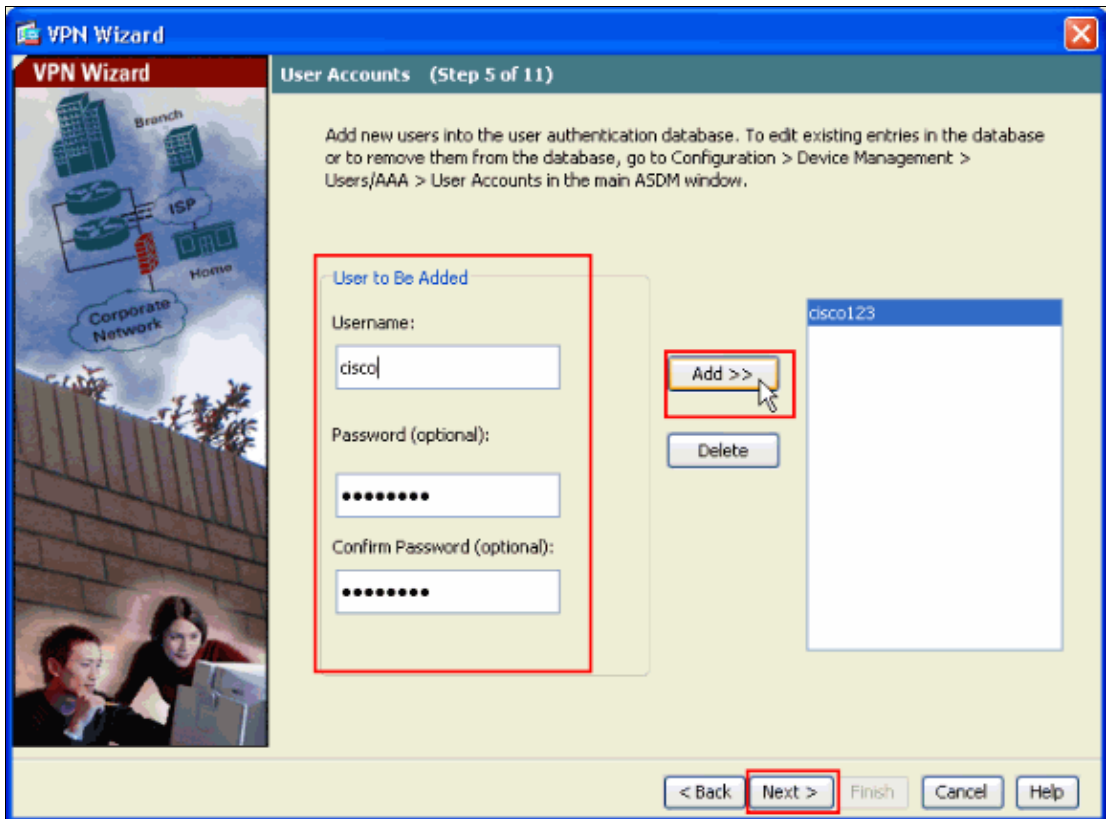 VPN Wizard
VPN Wizard
Branch
ISP
Home
Corporate
Network
User Accounts (Step 5 of 11)
Add new users into the user authentication database. To edit existing entries in the database
or to remove them from the database, go to Configuration > Device Management >
Users/AAA > User Accounts in the main ASDM window.
User to Be Added
Username:
cisco
Password (optional):
••••••••
Confirm Password (optional):
••••••••
Add >>
Delete
cisco123
< Back
Next >
Finish
Cancel
Help